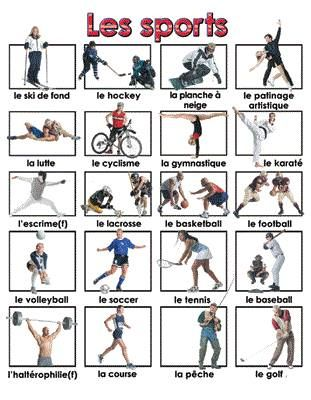 Les sports
le ski de fond
le hockey
la planche à
neige
le patinage
artistique
la lutte
le cyclisme
la gymnastique
le karaté
l'escrime(f)
le lacrosse
le basketball
le football
le volleyball
le soccer
le tennis
le baseball
l'haltérophilie(f)
la course
la pêche
le golf